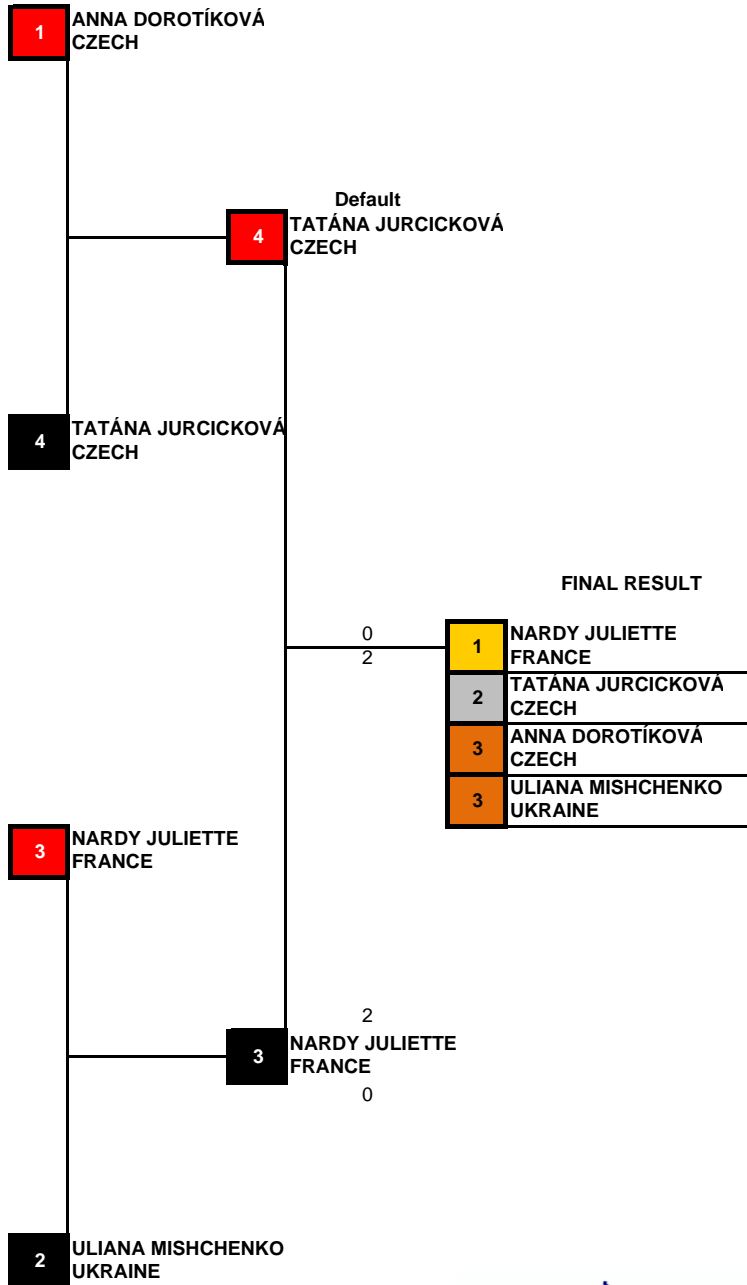 1
ANNA DOROTÍKOVÁ
CZECH
Default
4
TATÁNA JURCICKOVÁ
CZECH
4
TATÁNA JURCICKOVÁ
CZECH
FINAL RESULT
0
2
1
NARDY JULIETTE
FRANCE
2
TATÁNA JURCICKOVÁ
CZECH
3
ANNA DOROTÍKOVÁ
CZECH
3
ULIANA MISHCHENKO
UKRAINE
3
NARDY JULIETTE
FRANCE
2
3
NARDY JULIETTE
FRANCE
0
2
ULIANA MISHCHENKO
UKRAINE